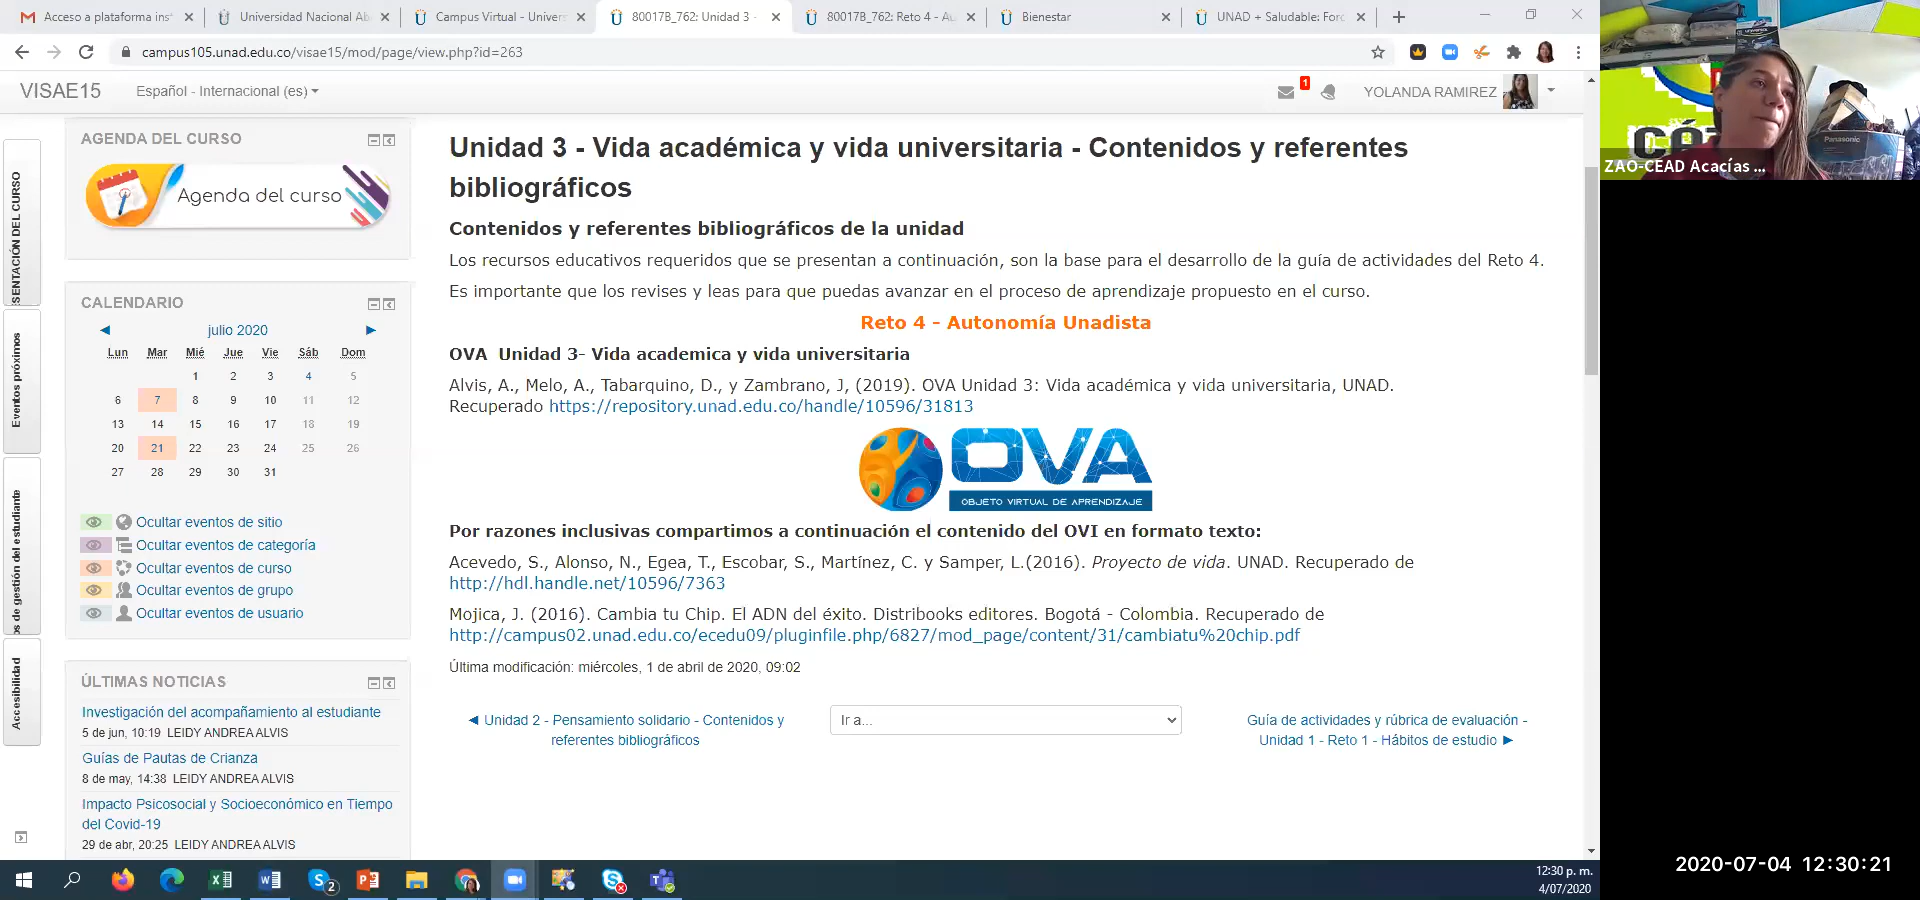 Acceso a plataforma inst
Universidad Nacional Ab
Campus Virtual - Univers
80017B_762: Unidad 3 -
80017B_762: Reto 4 - Au
Bienestar
UNAD + Saludable: Foro
campus105.unad.edu.co/visae15/mod/page/view.php?id=263
VISAE15
Español - Internacional (es)
1
YOLANDA RAMIREZ
SENTACIÓN DEL CURSO
Eventos próximos
os de gestión del estudiante
Accesibilidad
AGENDA DEL CURSO
Agenda del curso
CALENDARIO
julio 2020
Lun Mar Mié Jue Vie Sáb Dom
1 2 3 4 5
6 7 8 9 10 11 12
13 14 15 16 17 18 19
20 21 22 23 24 25 26
27 28 29 30 31
Ocultar eventos de sitio
Ocultar eventos de categoría
Ocultar eventos de curso
Ocultar eventos de grupo
Ocultar eventos de usuario
ÚLTIMAS NOTICIAS
Investigación del acompañamiento al estudiante
5 de jun, 10:19 LEIDY ANDREA ALVIS
Guías de Pautas de Crianza
8 de may, 14:38 LEIDY ANDREA ALVIS
Impacto Psicosocial y Socioeconómico en Tiempo
del Covid-19
29 de abr, 20:25 LEIDY ANDREA ALVIS
Unidad 3 - Vida académica y vida universitaria - Contenidos y referentes
bibliográficos
Contenidos y referentes bibliográficos de la unidad
Los recursos educativos requeridos que se presentan a continuación, son la base para el desarrollo de la guía de actividades del Reto 4.
Es importante que los revises y leas para que puedas avanzar en el proceso de aprendizaje propuesto en el curso.
Reto 4 - Autonomía Unadista
OVA Unidad 3- Vida academica y vida universitaria
Alvis, A., Melo, A., Tabarquino, D., y Zambrano, J, (2019). OVA Unidad 3: Vida académica y vida universitaria, UNAD.
Recuperado https://repository.unad.edu.co/handle/10596/31813
OVA
OBJETO VIRTUAL DE APRENDIZAJE
Por razones inclusivas compartimos a continuación el contenido del OVI en formato texto:
Acevedo, S., Alonso, N., Egea, T., Escobar, S., Martínez, C. y Samper, L.(2016). Proyecto de vida. UNAD. Recuperado de
http://hdl.handle.net/10596/7363
Mojica, J. (2016). Cambia tu Chip. El ADN del éxito. Distribooks editores. Bogotá - Colombia. Recuperado de
http://campus02.unad.edu.co/ecedu09/pluginfile.php/6827/mod_page/content/31/cambiatu%20chip.pdf
Última modificación: miércoles, 1 de abril de 2020, 09:02
◄ Unidad 2 - Pensamiento solidario - Contenidos y
referentes bibliográficos
Ir a...
Guía de actividades y rúbrica de evaluación -
Unidad 1 - Reto 1 - Hábitos de estudio ►
2
12:30 p. m.
4/07/2020
Panasonic
ZAO-CEAD Acacías ...
2020-07-04 12:30:21